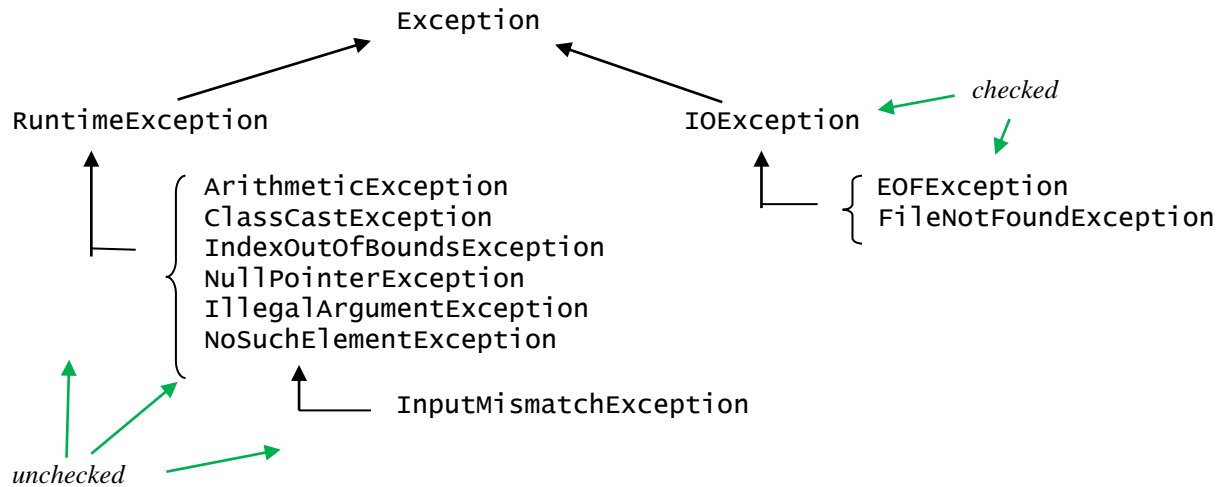 Exception
checked
RuntimeException
IOException
ArithmeticException
ClassCastException
IndexOutOfBoundsException
NullPointerException
IllegalArgumentException
NoSuchElementException
EOFException
FileNotFoundException
InputMismatchException
unchecked